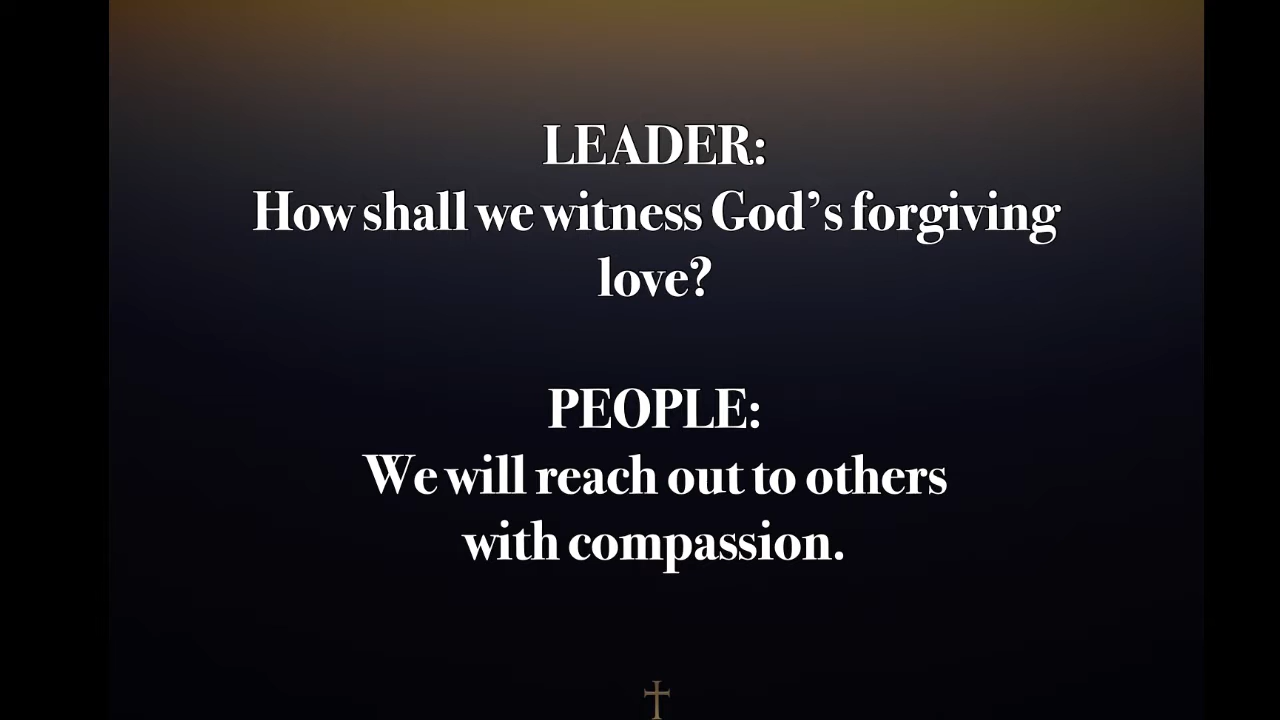 LEADER:
How shall we witness God’s forgiving
love?
PEOPLE:
We will reach out to others
with compassion.